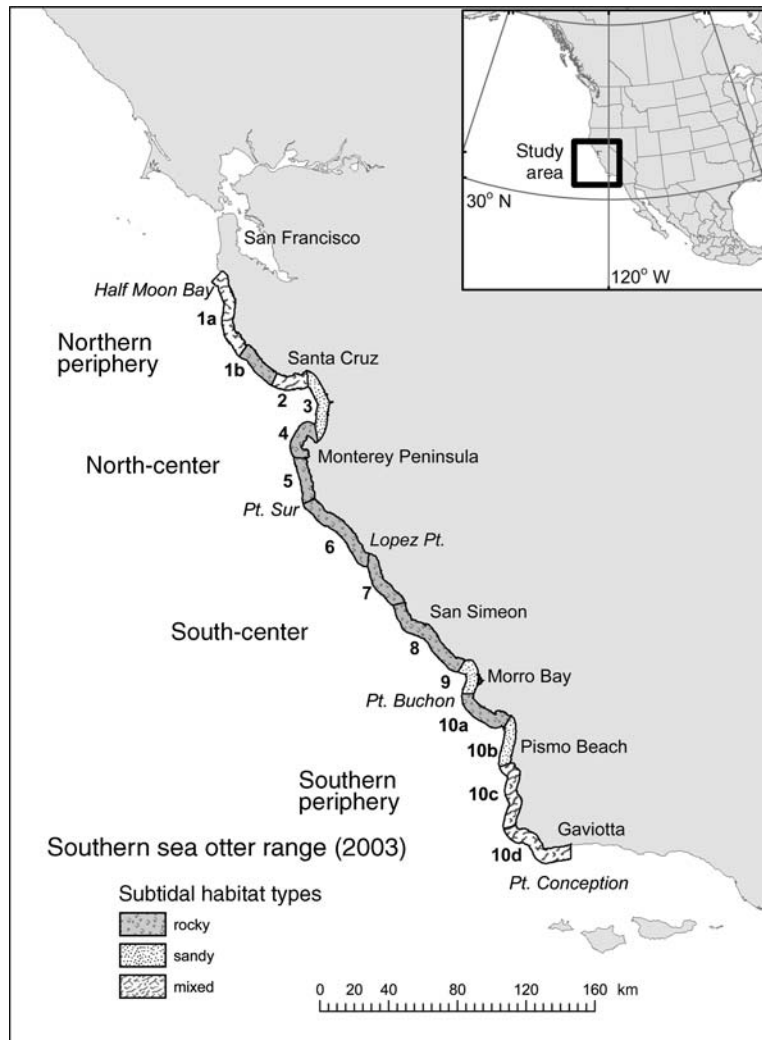 Study
area
30° N
120° W
San Francisco
Half Moon Bay
1a
Northern
periphery
1b
Santa Cruz
2
3
4
North-center
Monterey Peninsula
5
Pt. Sur
6
Lopez Pt.
7
San Simeon
South-center
8
9
Morro Bay
Pt. Buchon
10a
10b
Pismo Beach
Southern
periphery
10c
Gaviotta
Southern sea otter range (2003)
10d
Pt. Conception
Subtidal habitat types
rocky
sandy
mixed
0 20 40 80 120 160 km